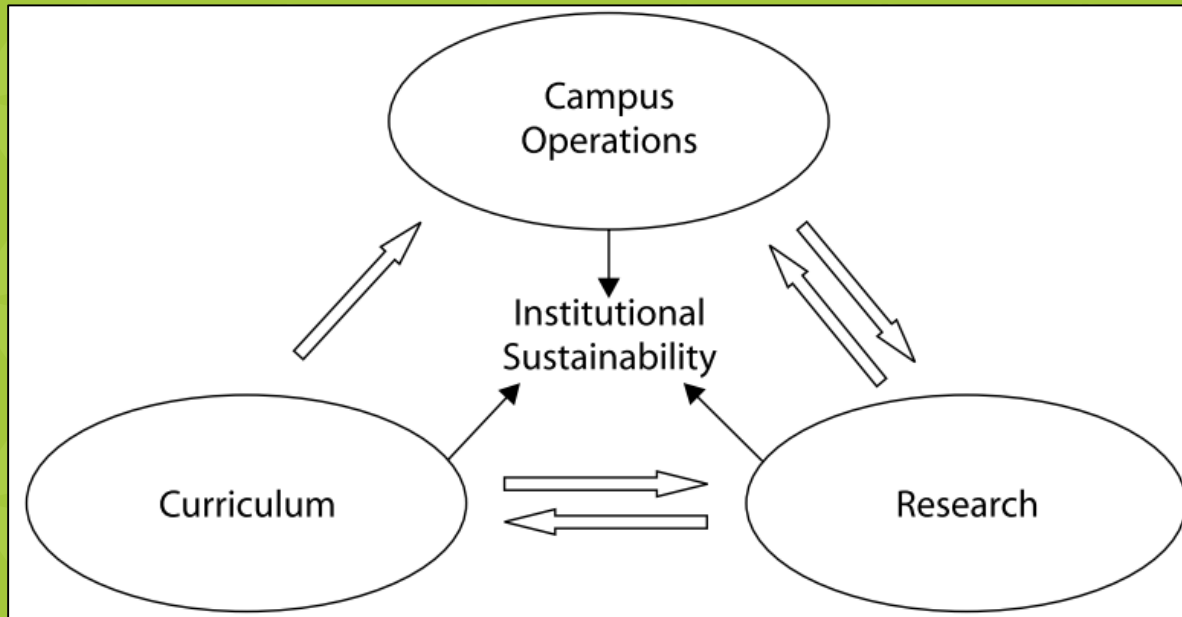 Campus
Operations
Institutional
Sustainability
Curriculum
Research